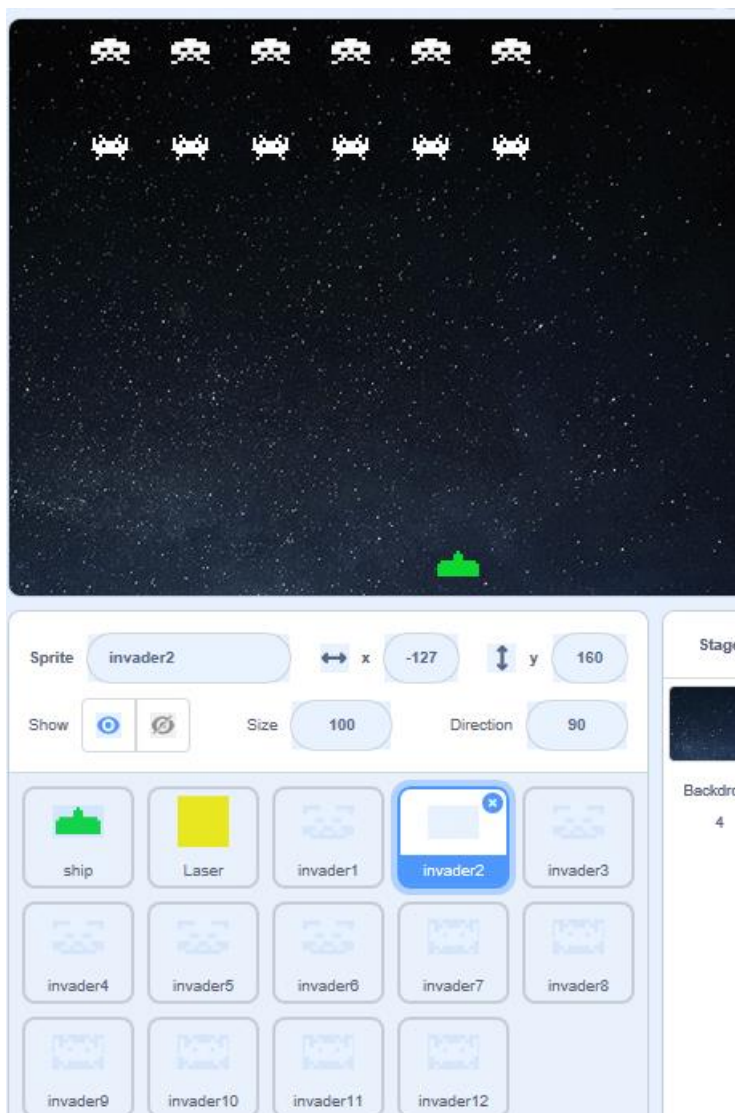 Sprite invader2 x -127 y 160
Show Size 100 Direction 90
Stage
ship Laser invader1 invader2 invader3
Backdro
4
invader4 invader5 invader6 invader7 invader8
invader9 invader10 invader11 invader12